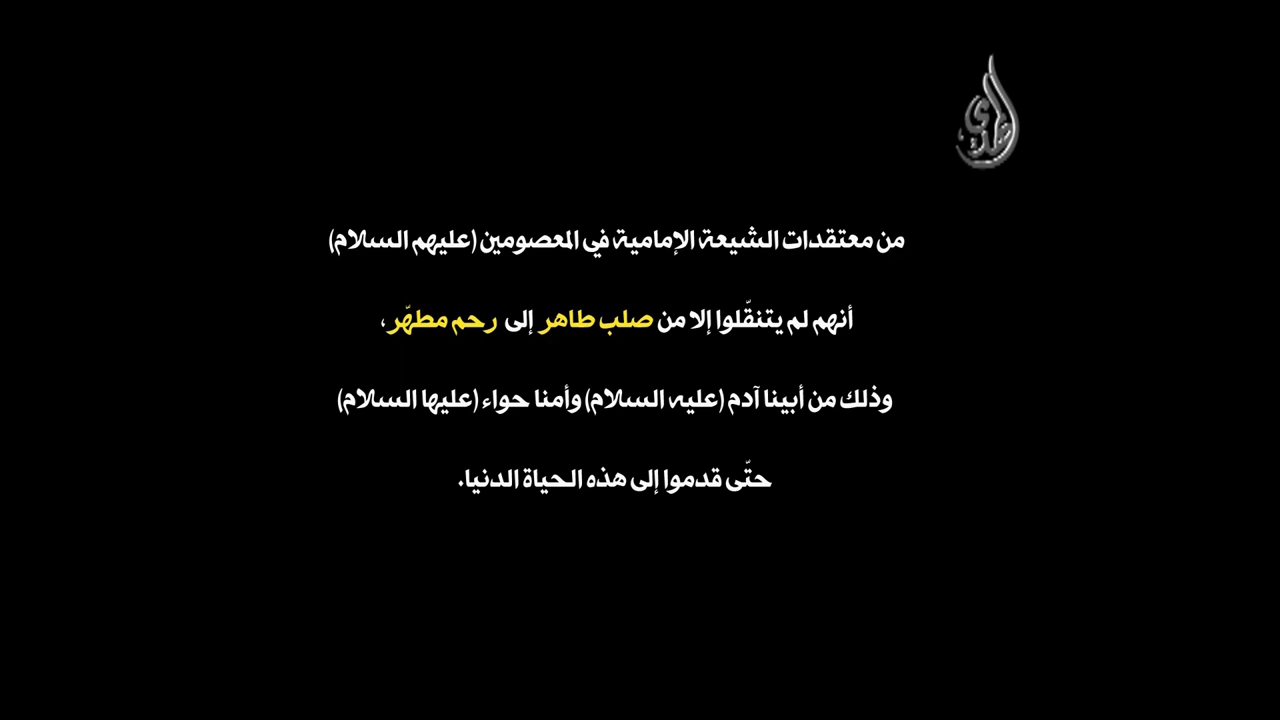 من معتقدات الشيعة الإمامية في المعصومين (عليهم السلام)
أنهم لم يتنقّلوا إلا من صلب طاهر إلى رحم مطهّر،
وذلك من أبينا آدم (عليه السلام) وأمنا حواء (عليها السلام)
حتّى قدموا إلى هذه الحياة الدنيا.